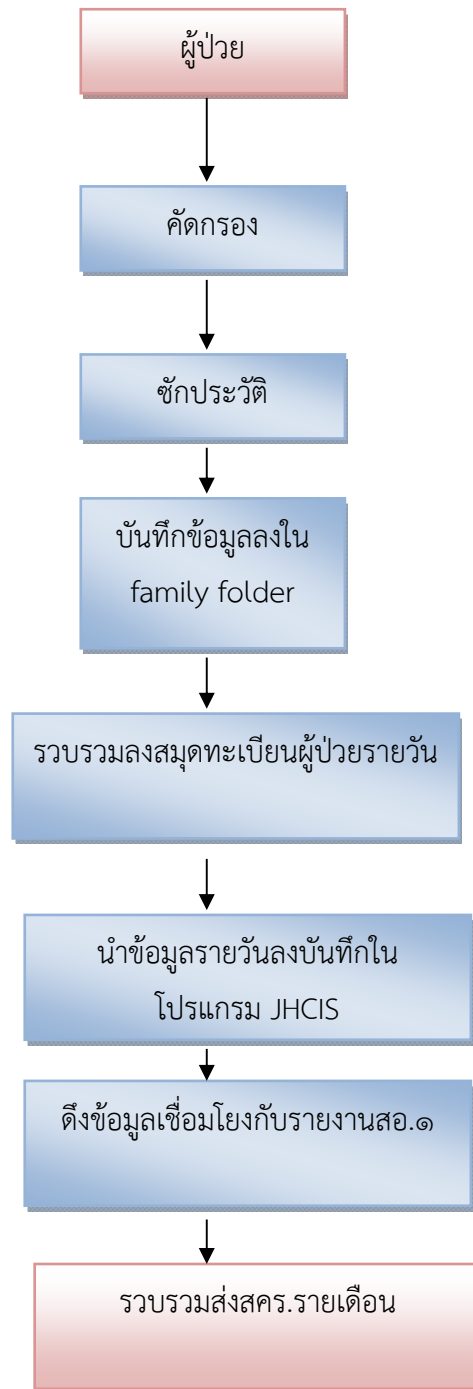 ผู้ป่วย
คัดกรอง
ซักประวัติ
บันทึกข้อมูลลงใน
family folder
รวบรวมลงสมุดทะเบียนผู้ป่วยรายวัน
นำข้อมูลรายวันลงบันทึกใน
โปรแกรม JHCIS
ดึงข้อมูลเชื่อมโยงกับรายงานสอ.๑
รวบรวมส่งสคร.รายเดือน